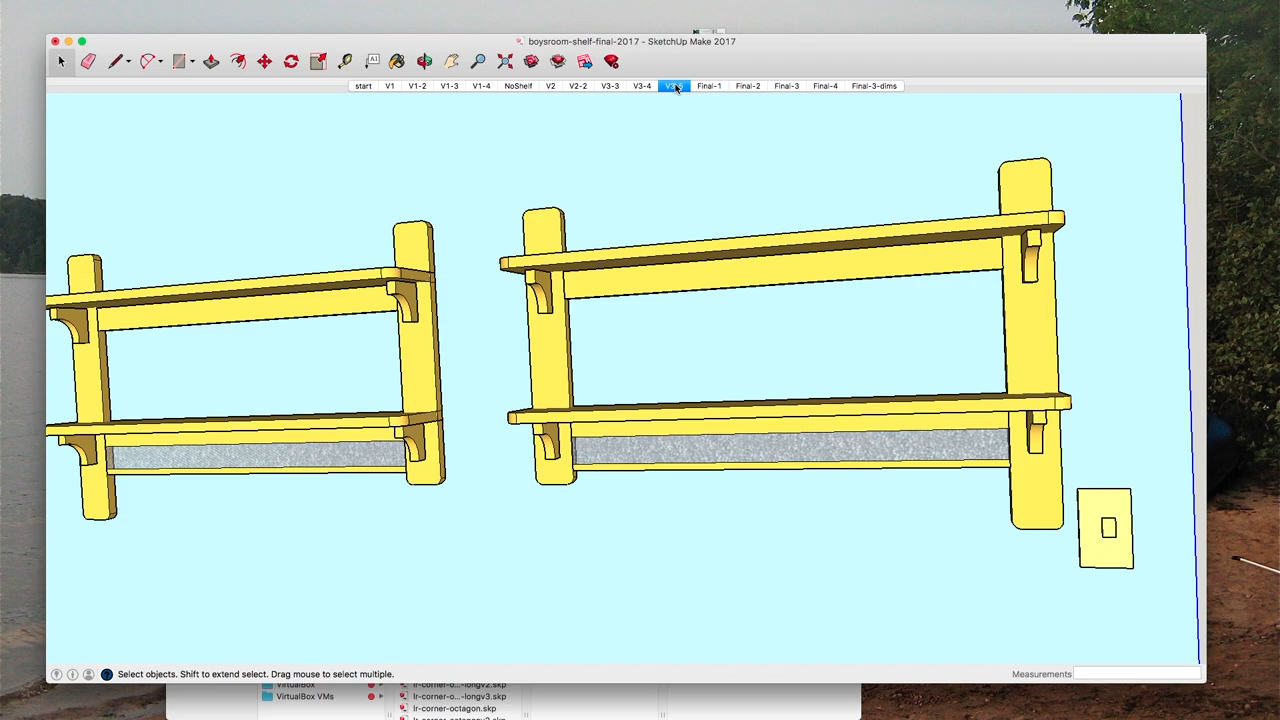 boysroom-shelf-final-2017 - SketchUp Make 2017
A1
start V1 V1-2 V1-3 V1-4 NoShelf V2 V2-2 V3-3 V3-4 Final-1 Final-2 Final-3 Final-4 Final-3-dims
Select objects. Shift to extend select. Drag mouse to select multiple.
Measurements
VirtualBox lr-corner-o...-longv2.skp
VirtualBox VMs lr-corner-o...-longv3.skp
lr-corner-octagon.skp